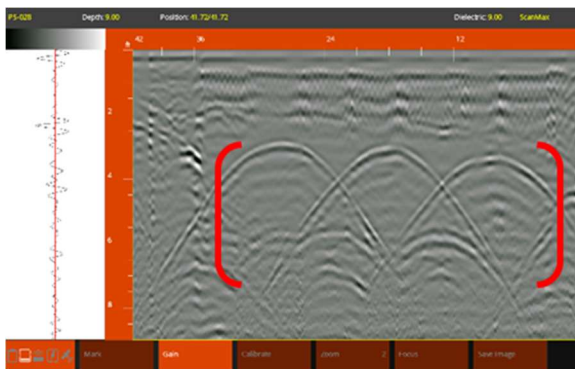 PS-028 Depth: 9.00 Position: 41.72/41.72 Dielectric: 9.00 ScanMax
ft 42 36 24 12
2
4
6
8
Mark Gain Calibrate Zoom 2 Focus Save Image